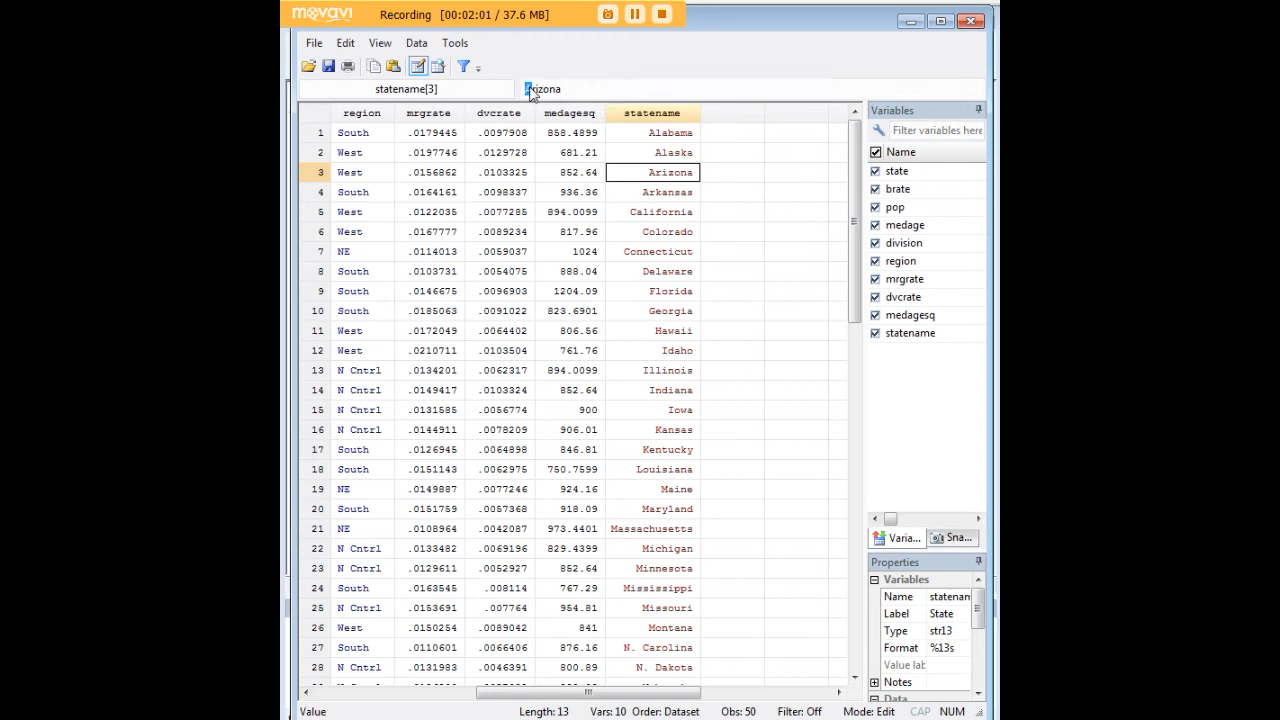 movavi Recording [00:02:01 / 37.6 MB]
File Edit View Data Tools
statename[3] Arizona
region mrgrate dvcrate medagesq statename
1 South .0179445 .0097908 858.4899 Alabama
2 West .0197746 .0129728 681.21 Alaska
3 West .0156862 .0103325 852.64 Arizona
4 South .0164161 .0098337 936.36 Arkansas
5 West .0122035 .0077285 894.0099 California
6 West .0167777 .0089234 817.96 Colorado
7 NE .0114013 .0059037 1024 Connecticut
8 South .0103731 .0054075 888.04 Delaware
9 South .0146675 .0096903 1204.09 Florida
10 South .0185063 .0091022 823.6901 Georgia
11 West .0172049 .0064402 806.56 Hawaii
12 West .0210711 .0103504 761.76 Idaho
13 N Cntrl .0134201 .0062317 894.0099 Illinois
14 N Cntrl .0149417 .0103324 852.64 Indiana
15 N Cntrl .0131585 .0056774 900 Iowa
16 N Cntrl .0144911 .0078209 906.01 Kansas
17 South .0126945 .0064898 846.81 Kentucky
18 South .0151143 .0062975 750.7599 Louisiana
19 NE .0149887 .0077246 924.16 Maine
20 South .0151759 .0057368 918.09 Maryland
21 NE .0108964 .0042087 973.4401 Massachusetts
22 N Cntrl .0133482 .0069196 829.4399 Michigan
23 N Cntrl .0129611 .0052927 852.64 Minnesota
24 South .0163545 .008114 767.29 Mississippi
25 N Cntrl .0153691 .007764 954.81 Missouri
26 West .0150254 .0089042 841 Montana
27 South .0110601 .0066406 876.16 N. Carolina
28 N Cntrl .0131983 .0046391 800.89 N. Dakota
Variables
Filter variables here
Name
state
brate
pop
medage
division
region
mrgrate
dvcrate
medagesq
statename
Varia... Sna...
Properties
Variables
Name statenam
Label State
Type str13
Format %13s
Value lab
Notes
Data
Value Length: 13 Vars: 10 Order: Dataset Obs: 50 Filter: Off Mode: Edit CAP NUM